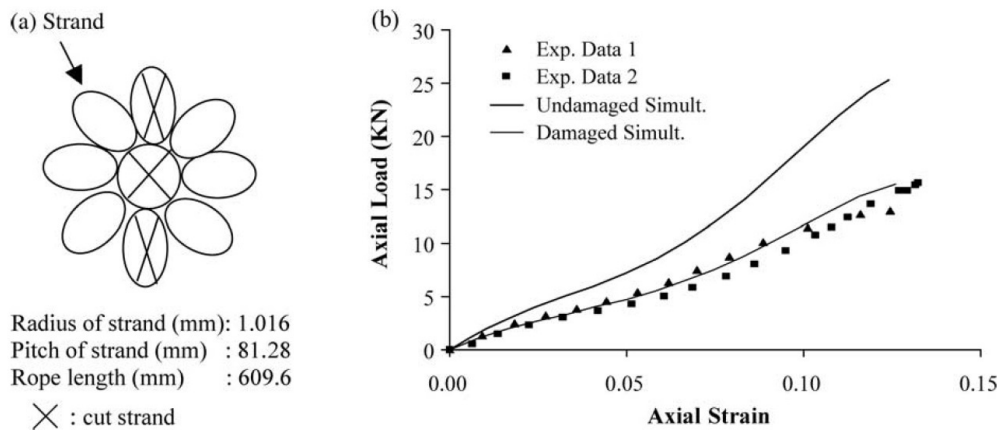 (a) Strand
Radius of strand (mm): 1.016
Pitch of strand (mm) : 81.28
Rope length (mm) : 609.6
: cut strand
(b)
30
25
20
15
10
5
0
Axial Load (KN)
Exp. Data 1
Exp. Data 2
Undamaged Simult.
Damaged Simult.
0.00 0.05 0.10 0.15
Axial Strain